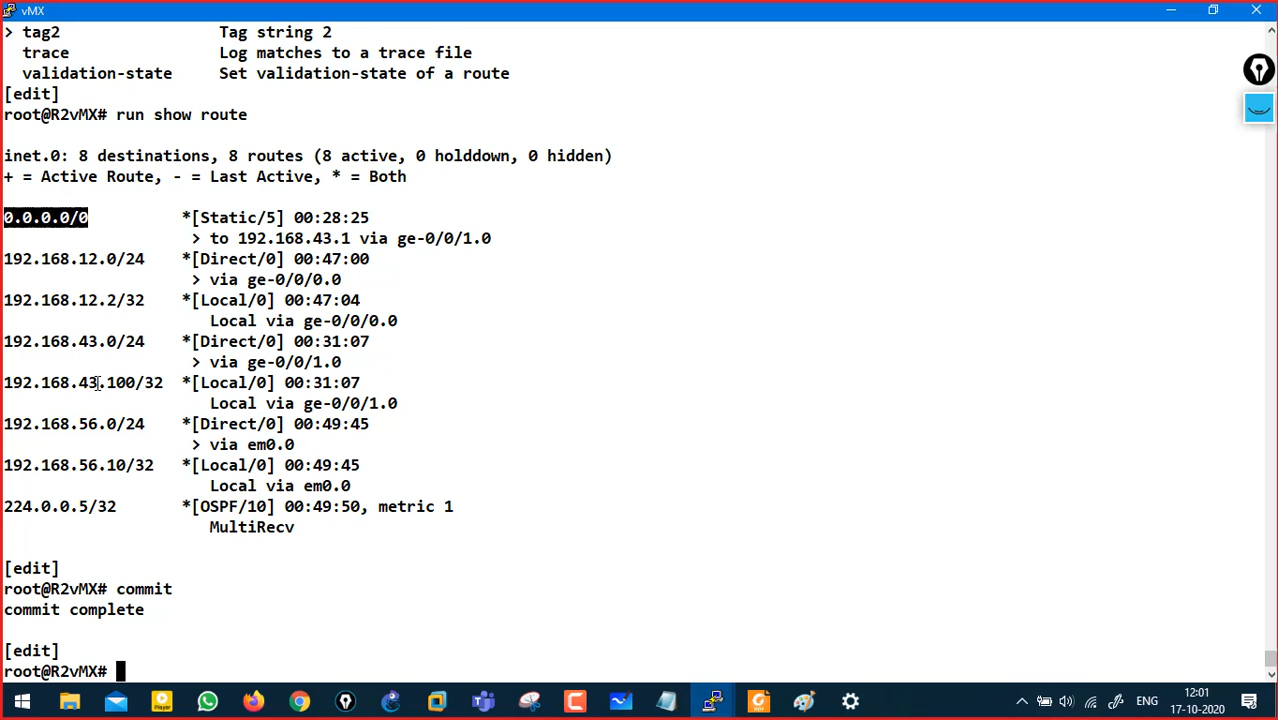 vMX
> tag2 Tag string 2
trace Log matches to a trace file
validation-state Set validation-state of a route
[edit]
root@R2vMX# run show route
inet.0: 8 destinations, 8 routes (8 active, 0 holddown, 0 hidden)
+ = Active Route, - = Last Active, * = Both
0.0.0.0/0 *[Static/5] 00:28:25
> to 192.168.43.1 via ge-0/0/1.0
192.168.12.0/24 *[Direct/0] 00:47:00
> via ge-0/0/0.0
192.168.12.2/32 *[Local/0] 00:47:04
Local via ge-0/0/0.0
192.168.43.0/24 *[Direct/0] 00:31:07
> via ge-0/0/1.0
192.168.43.100/32 *[Local/0] 00:31:07
Local via ge-0/0/1.0
192.168.56.0/24 *[Direct/0] 00:49:45
> via em0.0
192.168.56.10/32 *[Local/0] 00:49:45
Local via em0.0
224.0.0.5/32 *[OSPF/10] 00:49:50, metric 1
MultiRecv
[edit]
root@R2vMX# commit
commit complete
[edit]
root@R2vMX#
Player
PDF
ENG
12:01
17-10-2020